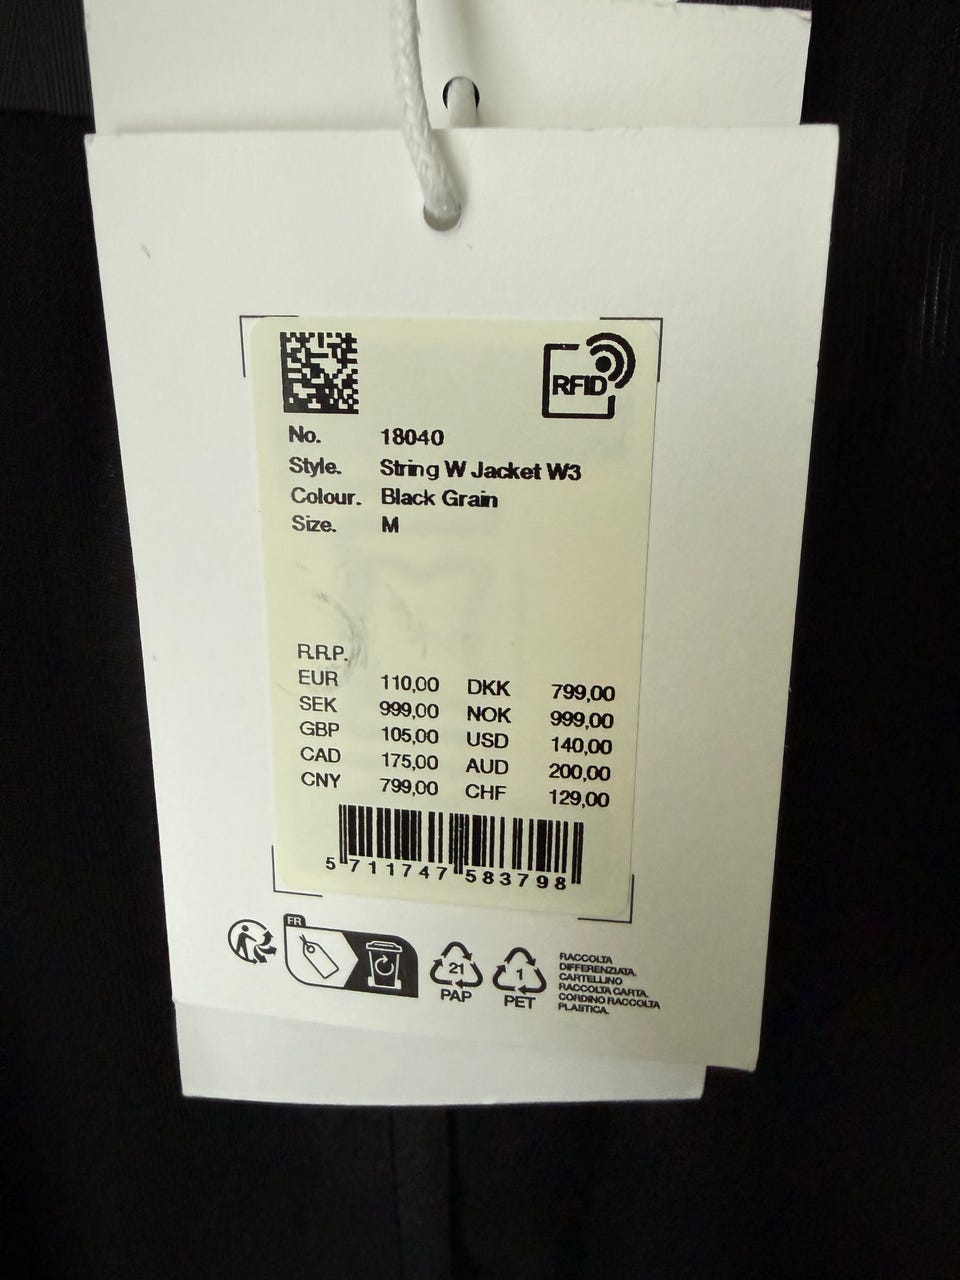 RFID
No. 18040
Style. String W Jacket W3
Colour. Black Grain
Size. M
R.R.P.
EUR 110,00 DKK 799,00
SEK 999,00 NOK 999,00
GBP 105,00 USD 140,00
CAD 175,00 AUD 200,00
CNY 799,00 CHF 129,00
5 711747 583798
FR
21
PAP
1
PET
RACCOLTA
DIFFERENZIATA.
CARTELLINO
RACCOLTA CARTA.
CORDINO RACCOLTA
PLASTICA.